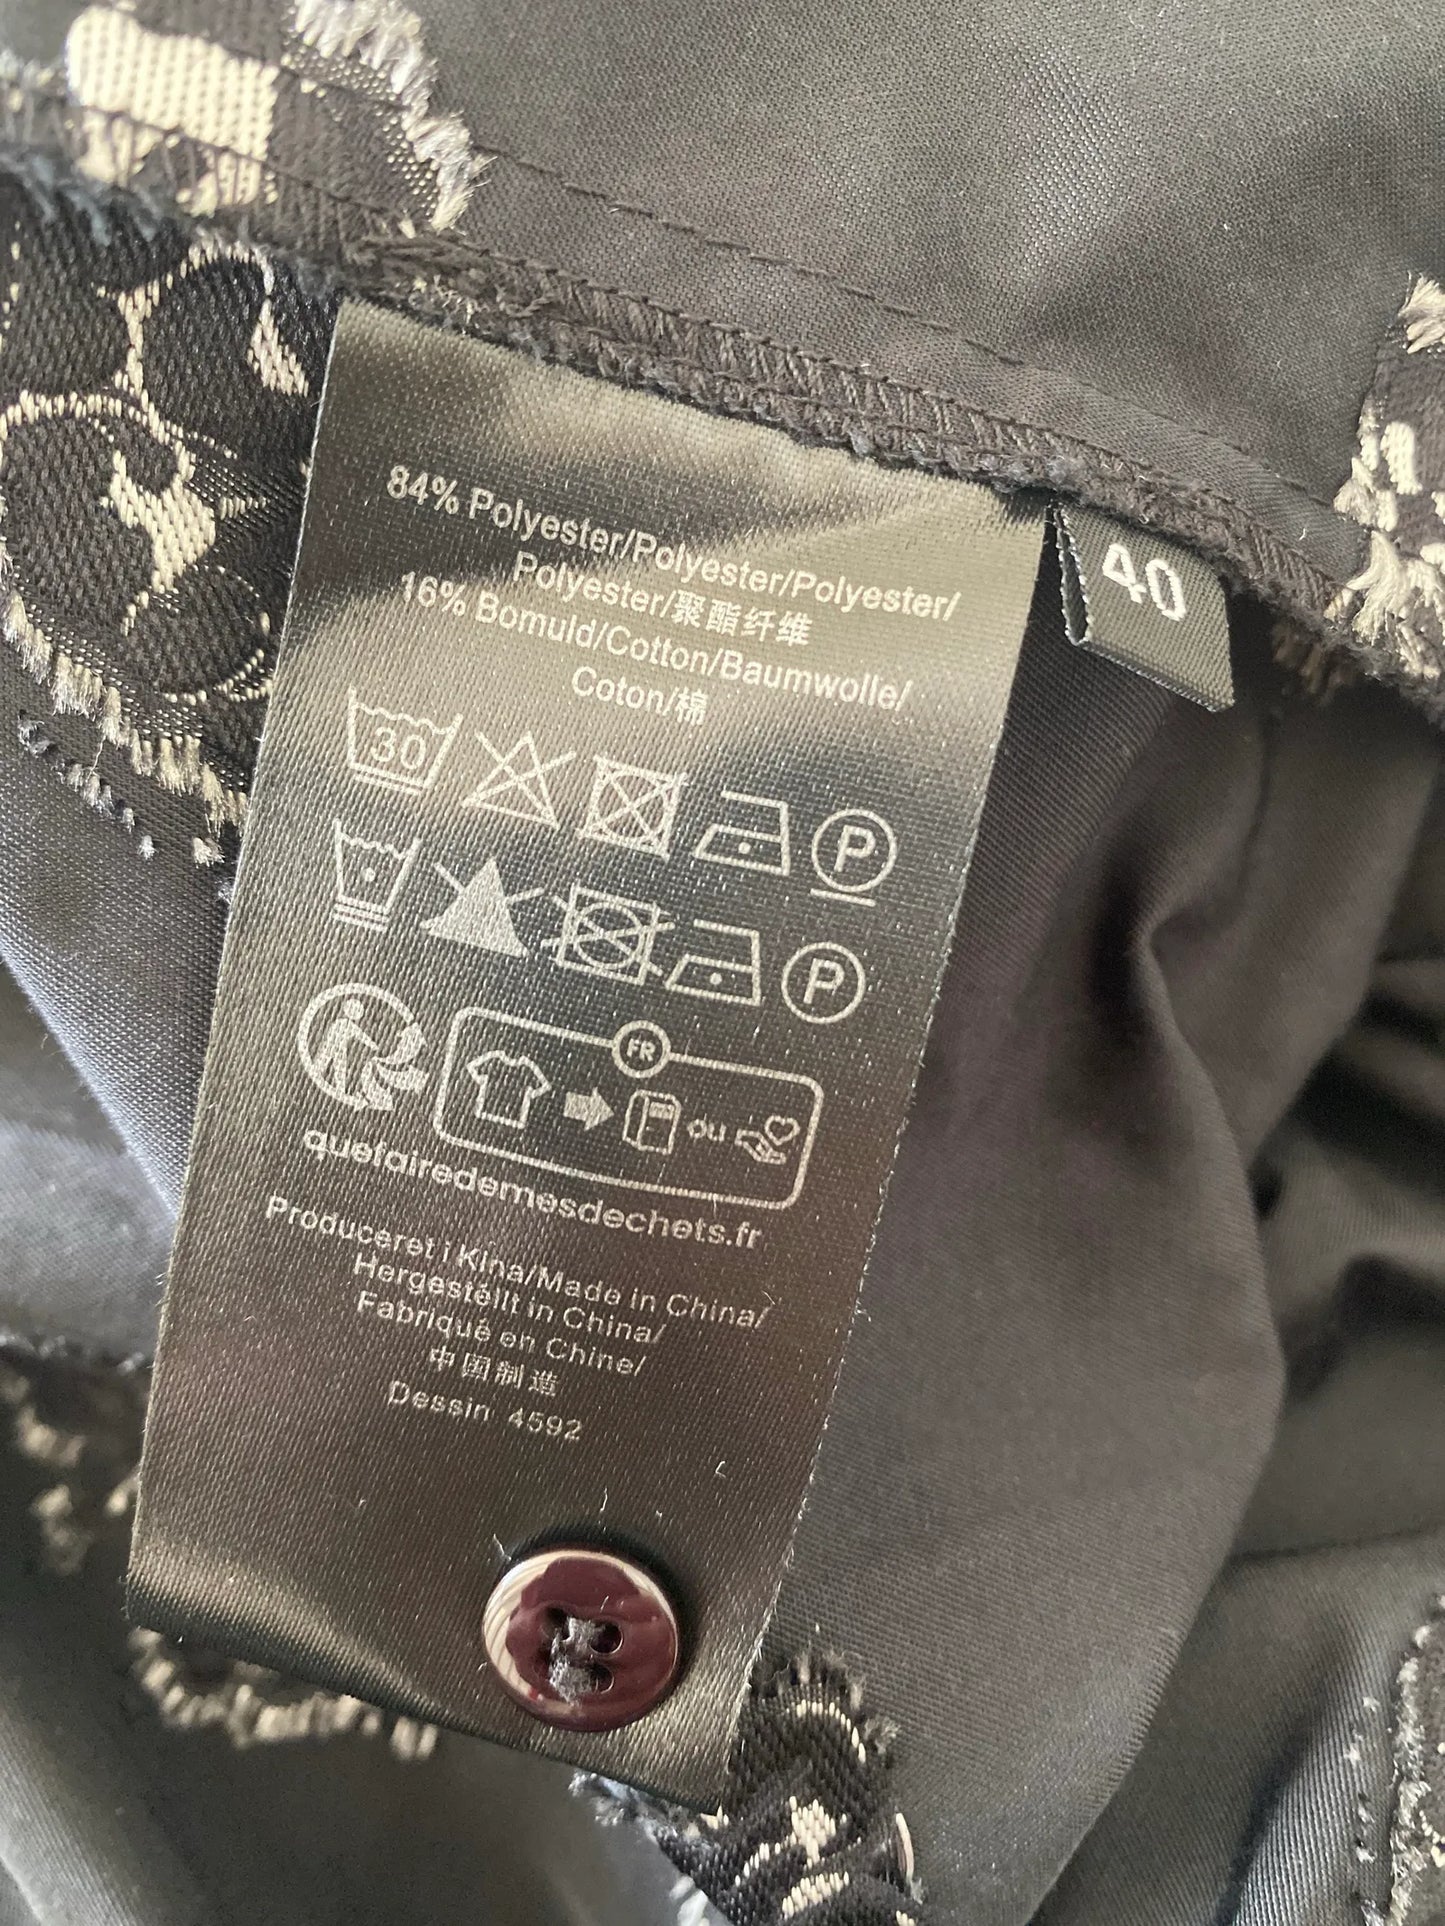 84% Polyester/Polyester/Polyester/
Polyester/聚酯纤维
16% Bomuld/Cotton/Baumwolle/
Coton/棉
40
30
P
P
FR
ou
quefairedemesdechets.fr
Produceret i Kina/Made in China/
Hergestellt in China/
Fabriqué en Chine/
中国制造
Dessin 4592